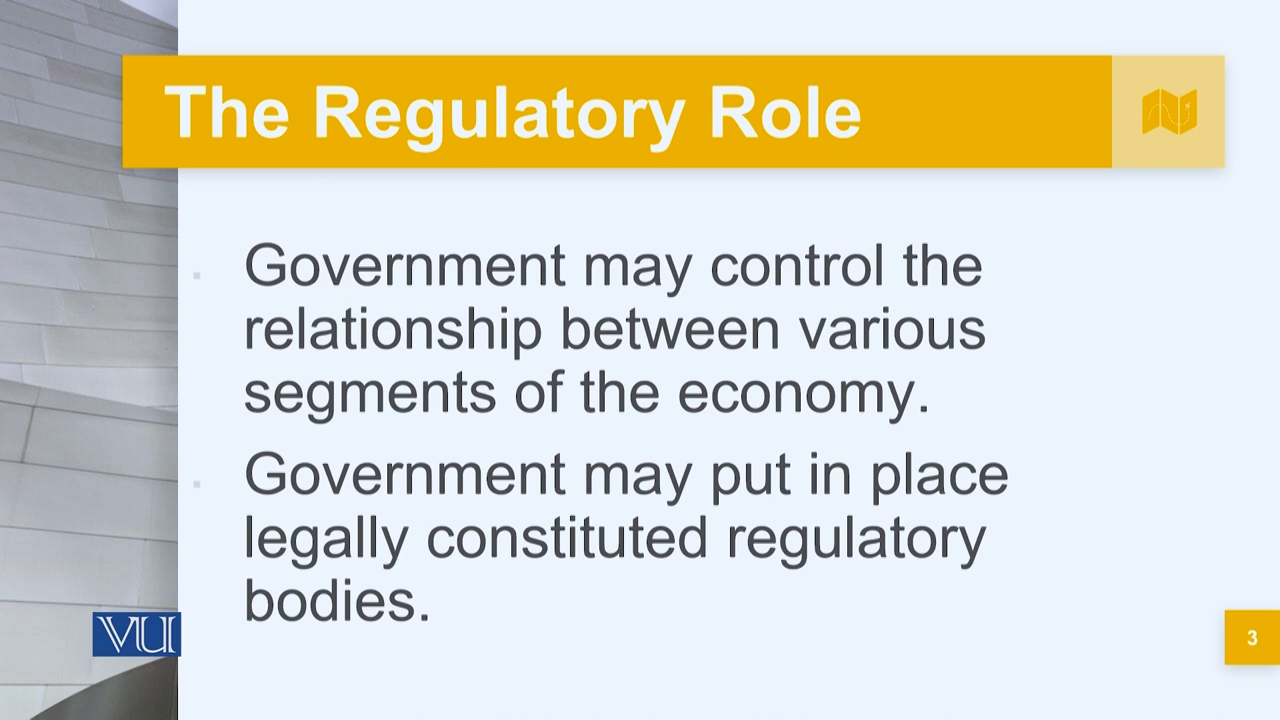 The Regulatory Role
Government may control the
relationship between various
segments of the economy.
Government may put in place
legally constituted regulatory
bodies.
VU
3